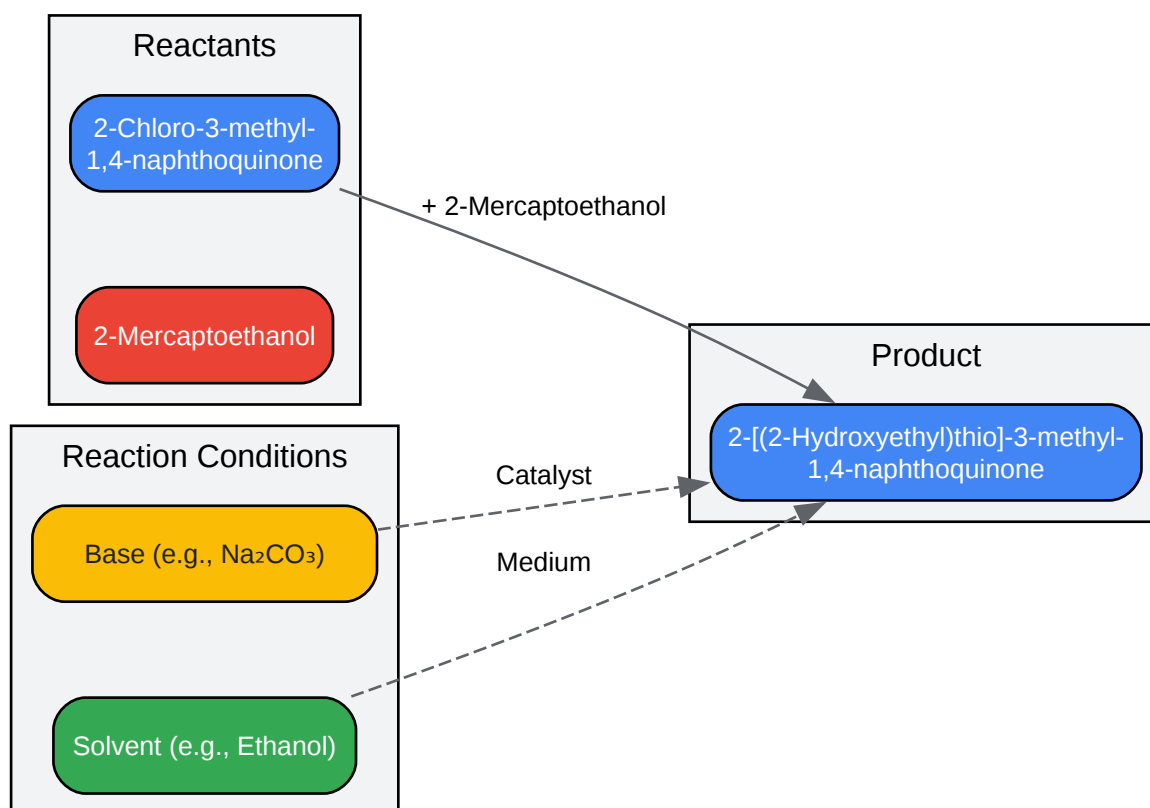 Reactants
2-Chloro-3-methyl-
1,4-naphthoquinone
+ 2-Mercaptoethanol
2-Mercaptoethanol
Product
2-[(2-Hydroxyethyl)thio]-3-methyl-
1,4-naphthoquinone
Reaction Conditions
Catalyst
Base (e.g., Na₂CO₃)
Medium
Solvent (e.g., Ethanol)